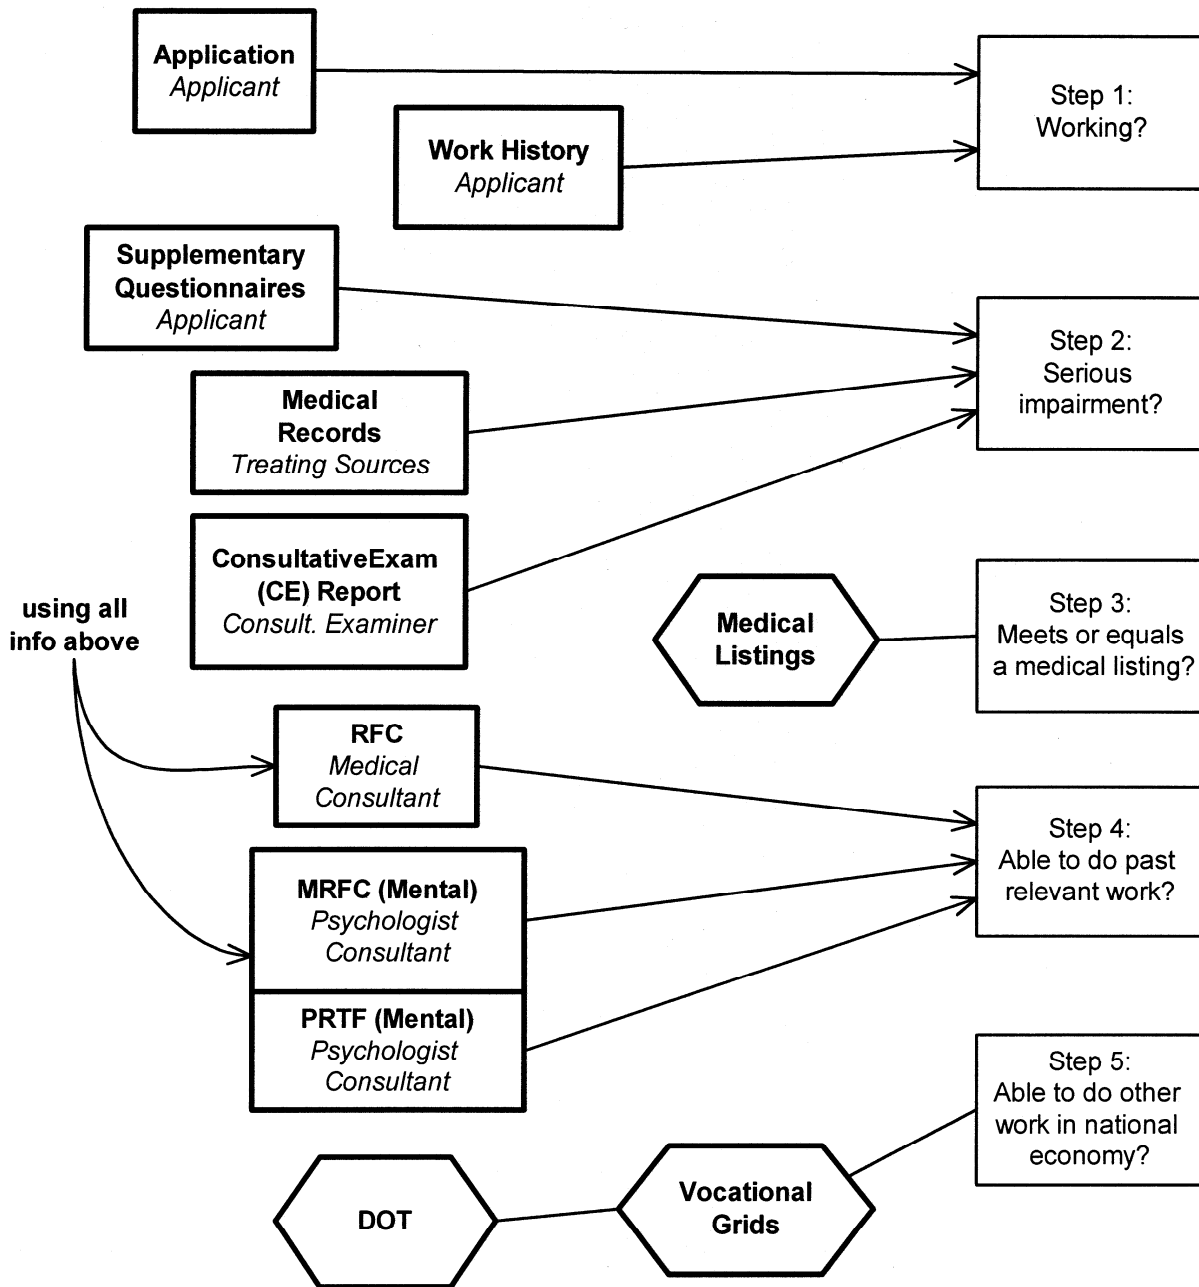 Application
Applicant
Step 1:
Working?
Work History
Applicant
Supplementary
Questionnaires
Applicant
Step 2:
Serious
impairment?
Medical
Records
Treating Sources
ConsultativeExam
(CE) Report
Consult. Examiner
using all
info above
Medical
Listings
Step 3:
Meets or equals
a medical listing?
RFC
Medical
Consultant
Step 4:
Able to do past
relevant work?
MRFC (Mental)
Psychologist
Consultant
PRTF (Mental)
Psychologist
Consultant
Step 5:
Able to do other
work in national
economy?
DOT
Vocational
Grids